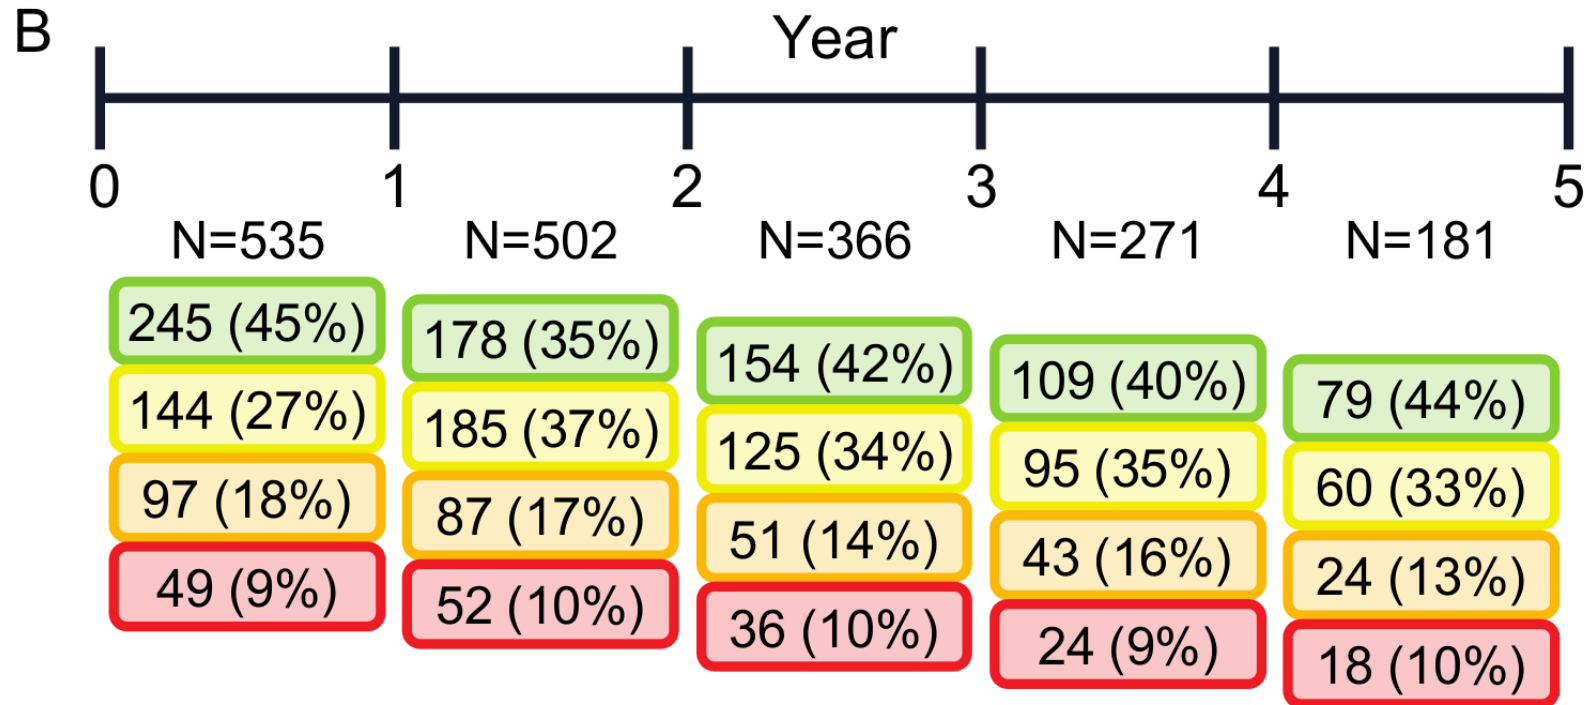 B
Year
0 1 2 3 4 5
N=535 N=502 N=366 N=271 N=181
245 (45%) 178 (35%) 154 (42%) 109 (40%) 79 (44%)
144 (27%) 185 (37%) 125 (34%) 95 (35%) 60 (33%)
97 (18%) 87 (17%) 51 (14%) 43 (16%) 24 (13%)
49 (9%) 52 (10%) 36 (10%) 24 (9%) 18 (10%)